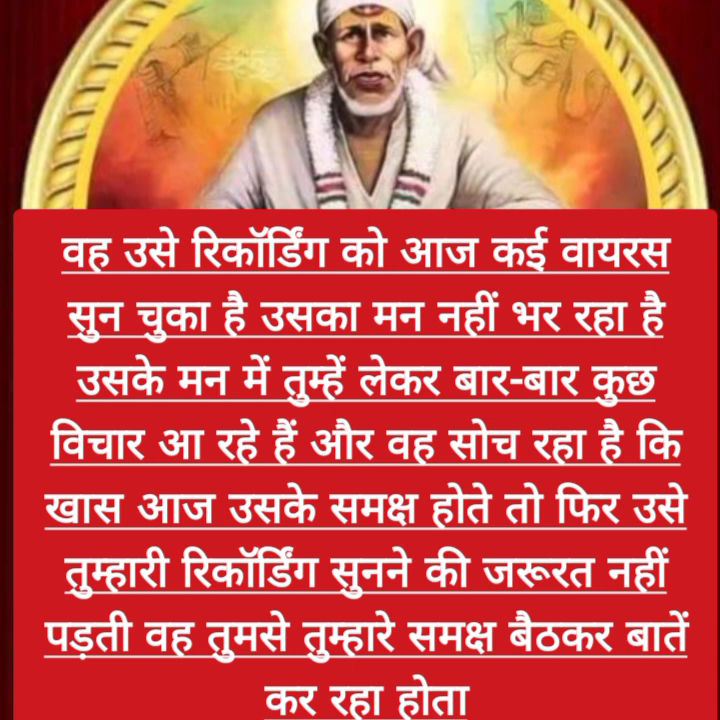 वह उसे रिकॉर्डिंग को आज कई वायरस
सुन चुका है उसका मन नहीं भर रहा है
उसके मन में तुम्हें लेकर बार-बार कुछ
विचार आ रहे हैं और वह सोच रहा है कि
खास आज उसके समक्ष होते तो फिर उसे
तुम्हारी रिकॉर्डिंग सुनने की जरूरत नहीं
पड़ती वह तुमसे तुम्हारे समक्ष बैठकर बातें
कर रहा होता